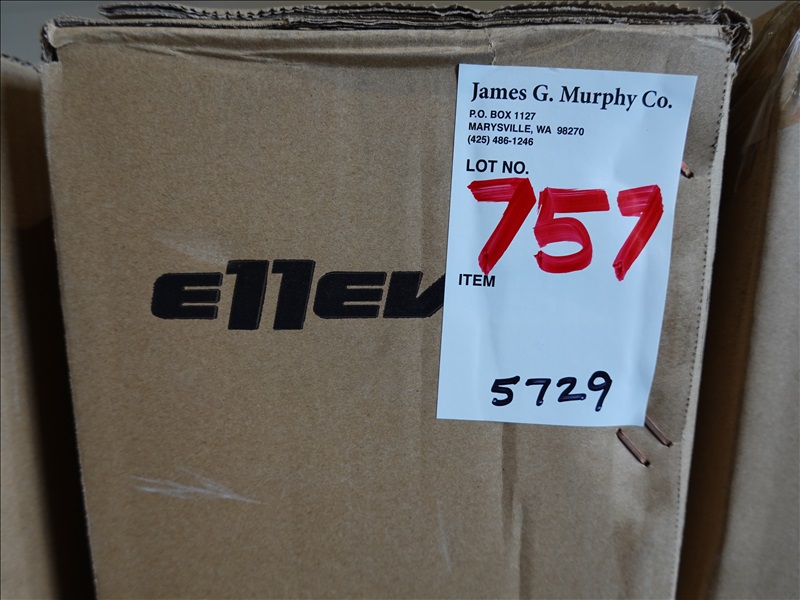 James G. Murphy Co.
P.O. BOX 1127
MARYSVILLE, WA 98270
(425) 486-1246
LOT NO.
757
e11ev
ITEM
5729